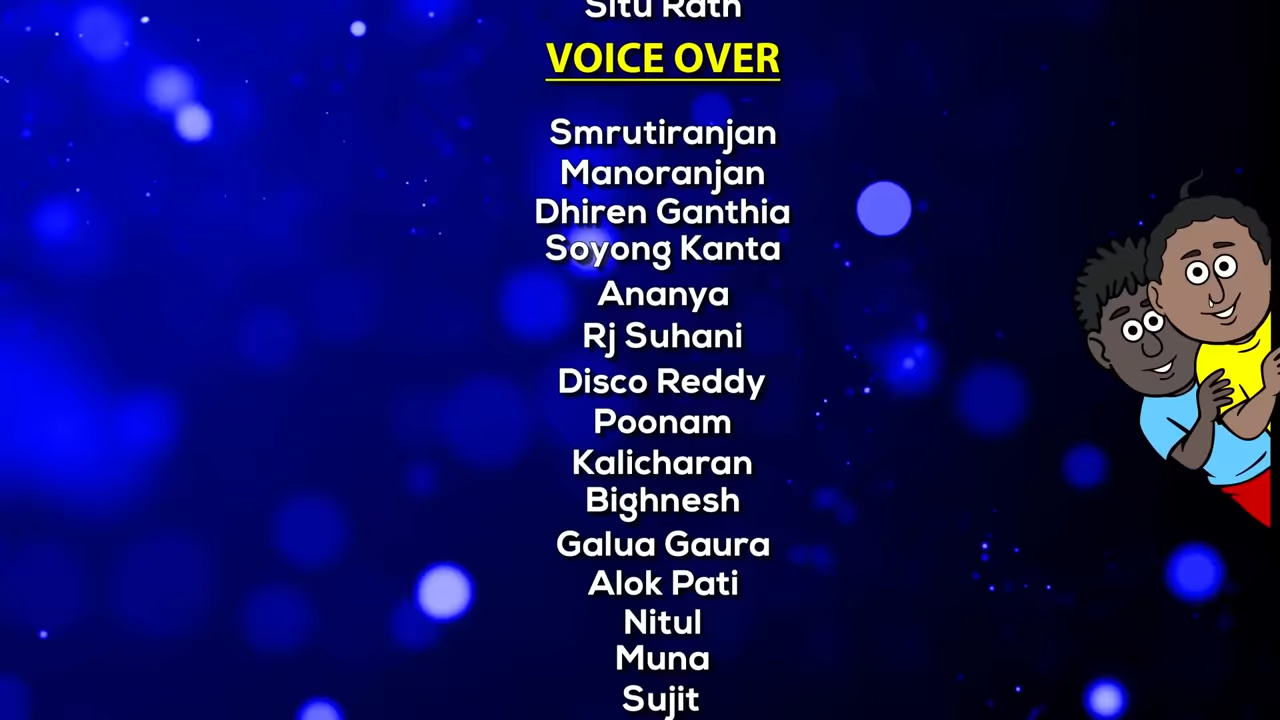 Situ Rath
VOICE OVER
Smrutiranjan
Manoranjan
Dhiren Ganthia
Soyong Kanta
Ananya
Rj Suhani
Disco Reddy
Poonam
Kalicharan
Bighnesh
Galua Gaura
Alok Pati
Nitul
Muna
Sujit